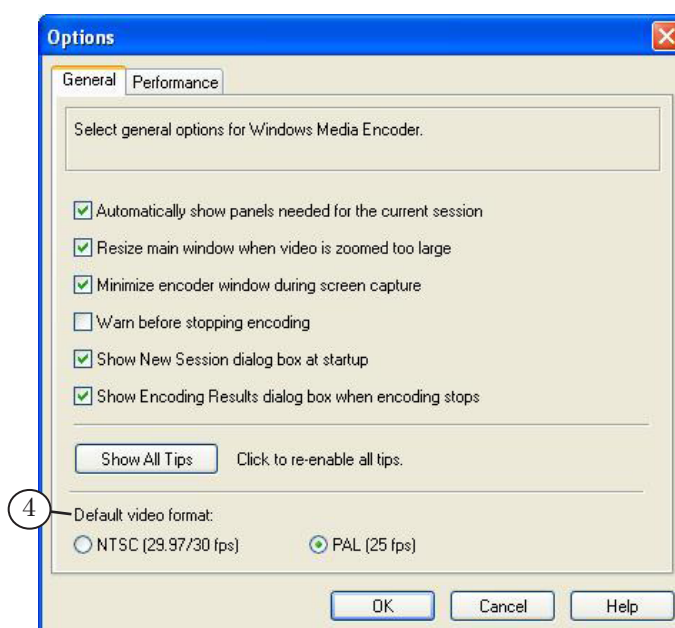 Options
General Performance
Select general options for Windows Media Encoder.
Automatically show panels needed for the current session
Resize main window when video is zoomed too large
Minimize encoder window during screen capture
Warn before stopping encoding
Show New Session dialog box at startup
Show Encoding Results dialog box when encoding stops
Show All Tips Click to re-enable all tips.
4 Default video format:
NTSC (29.97/30 fps) PAL (25 fps)
OK Cancel Help